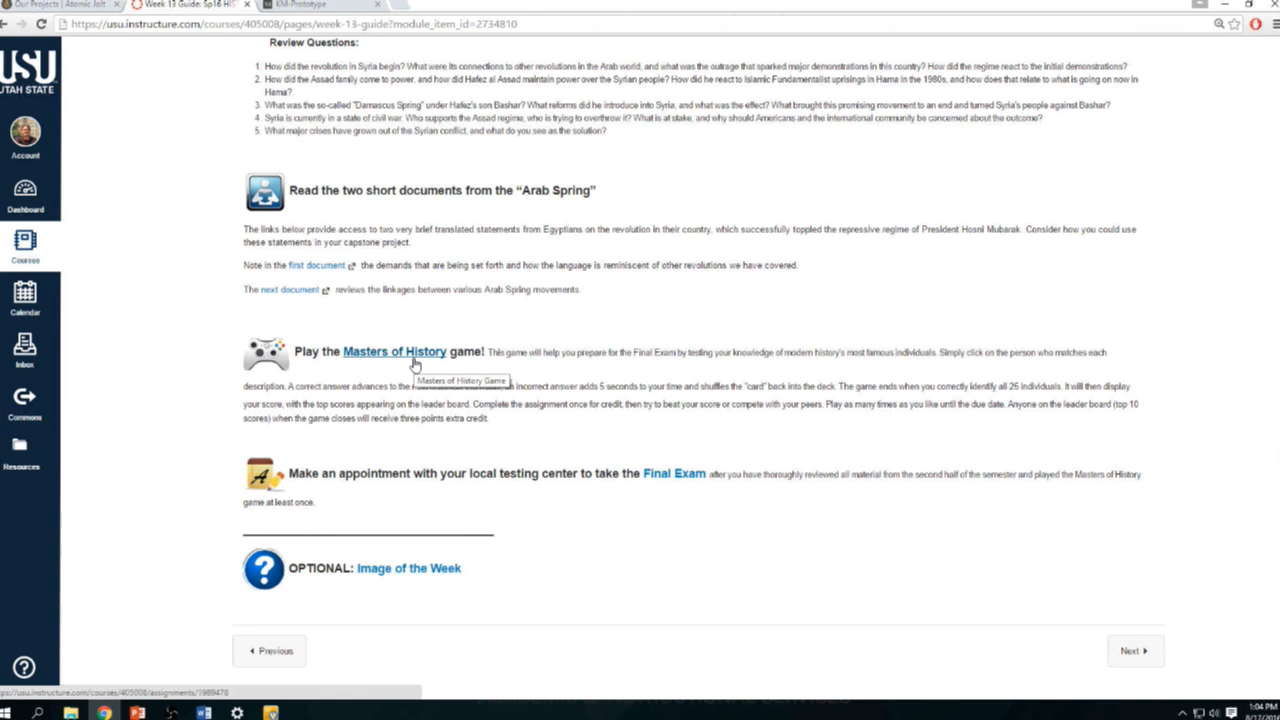 Our Projects | Atomic Jolt
Week 13 Guide: Sp16 HIS
KM-Prototype
https://usu.instructure.com/courses/405008/pages/week-13-guide?module_item_id=2734810
USU
UTAH STATE
Account
Dashboard
Courses
Calendar
Inbox
Commons
Resources
Review Questions:
1. How did the revolution in Syria begin? What were its connections to other revolutions in the Arab world, and what was the outrage that sparked major demonstrations in this country? How did the regime react to the initial demonstrations?
2. How did the Assad family come to power, and how did Hafez al Assad maintain power over the Syrian people? How did he react to Islamic Fundamentalist uprisings in Hama in the 1980s, and how does that relate to what is going on now in
Hama?
3. What was the so-called "Damascus Spring" under Hafez's son Bashar? What reforms did he introduce into Syria, and what was the effect? What brought this promising movement to an end and turned Syria's people against Bashar?
4. Syria is currently in a state of civil war. Who supports the Assad regime, who is trying to overthrow it? What is at stake, and why should Americans and the international community be concerned about the outcome?
5. What major crises have grown out of the Syrian conflict, and what do you see as the solution?
Read the two short documents from the “Arab Spring”
The links below provide access to two very brief translated statements from Egyptians on the revolution in their country, which successfully toppled the repressive regime of President Hosni Mubarak. Consider how you could use
these statements in your capstone project.
Note in the first document the demands that are being set forth and how the language is reminiscent of other revolutions we have covered.
The next document reviews the linkages between various Arab Spring movements.
Play the Masters of History game! This game will help you prepare for the Final Exam by testing your knowledge of modern history's most famous individuals. Simply click on the person who matches each
Masters of History Game
description. A correct answer advances to the incorrect answer adds 5 seconds to your time and shuffles the "card" back into the deck. The game ends when you correctly identify all 25 individuals. It will then display
your score, with the top scores appearing on the leader board. Complete the assignment once for credit, then try to beat your score or compete with your peers. Play as many times as you like until the due date. Anyone on the leader board (top 10
scores) when the game closes will receive three points extra credit.
Make an appointment with your local testing center to take the Final Exam after you have thoroughly reviewed all material from the second half of the semester and played the Masters of History
game at least once.
OPTIONAL: Image of the Week
Previous
Next
ps://usu.instructure.com/courses/405008/assignments/1989478
1:04 PM
8/17/20